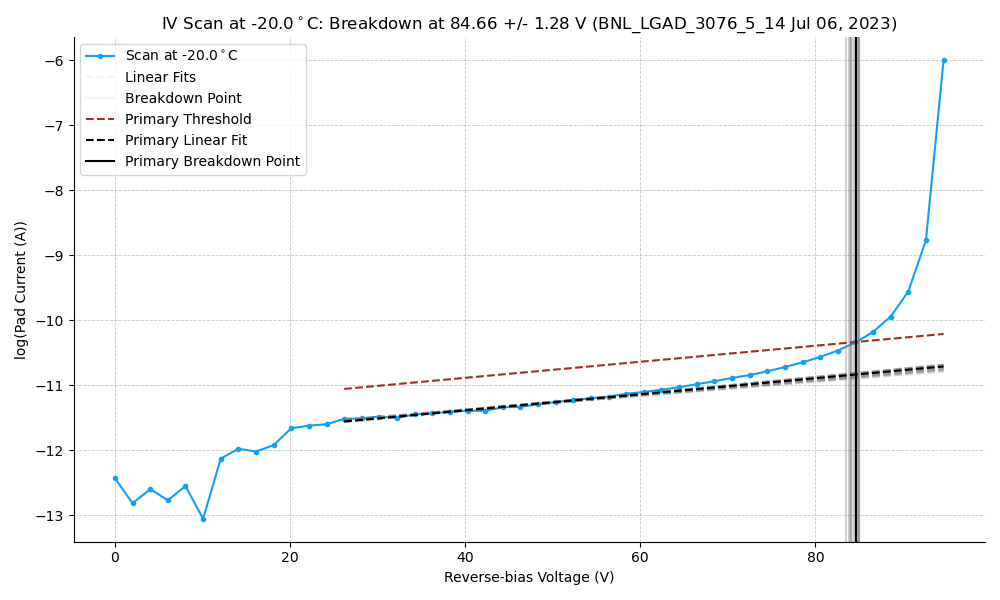 IV Scan at -20.0°C: Breakdown at 84.66 +/- 1.28 V (BNL_LGAD_3076_5_14 Jul 06, 2023)
Scan at -20.0°C
Linear Fits
Breakdown Point
Primary Threshold
Primary Linear Fit
Primary Breakdown Point
log(Pad Current (A))
−6
−7
−8
−9
−10
−11
−12
−13
0 20 40 60 80
Reverse-bias Voltage (V)